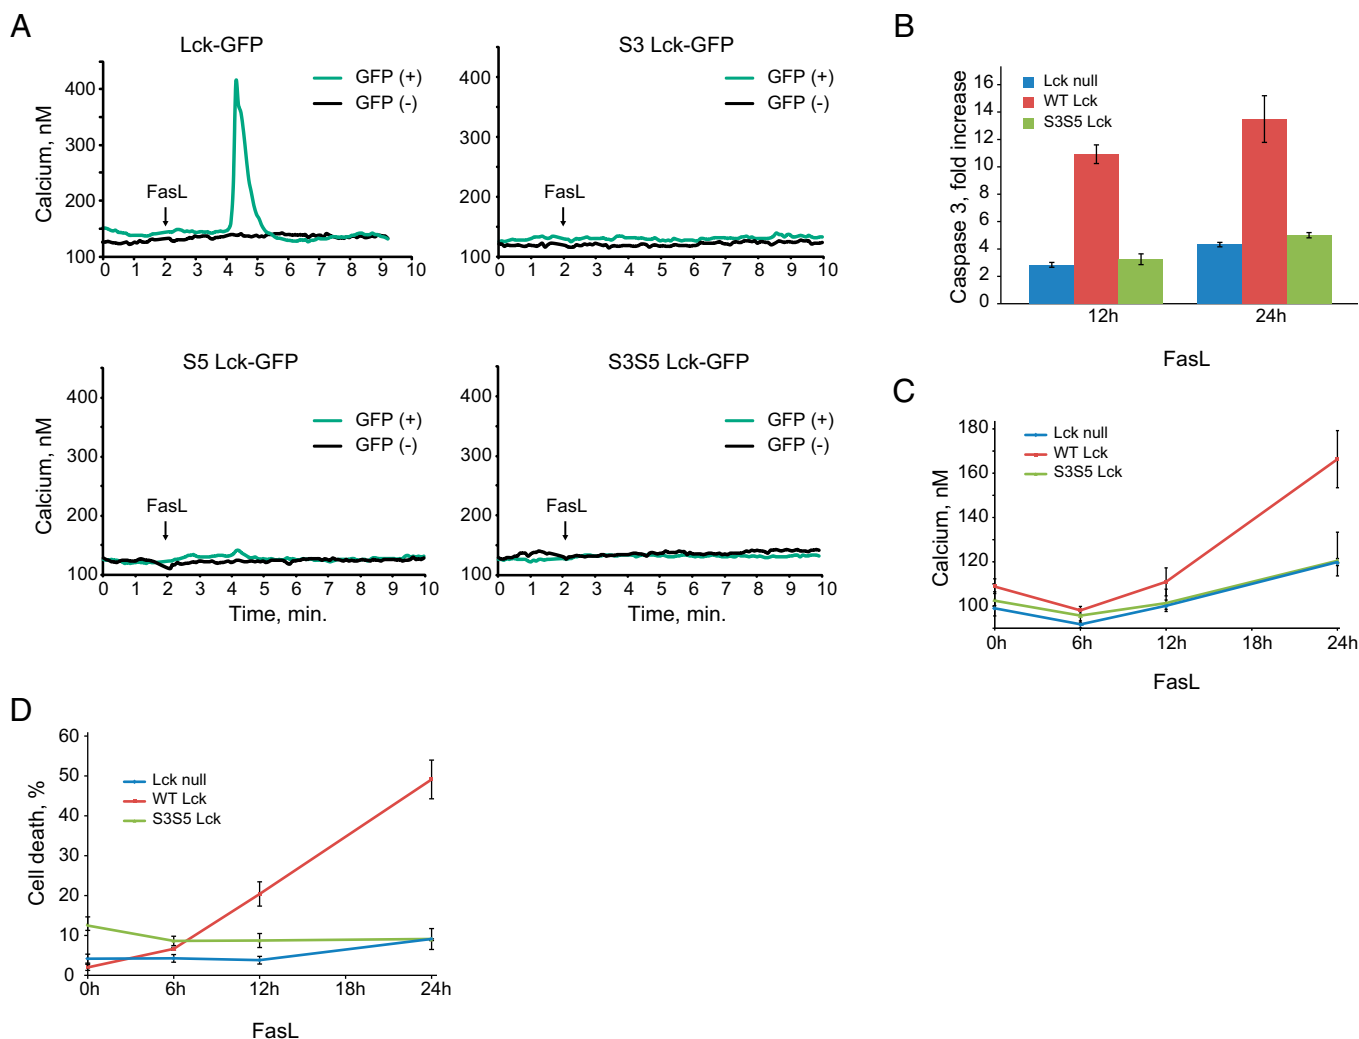 A
Lck-GFP
GFP (+)
GFP (-)
Calcium, nM
400
300
200
100
FasL
0 1 2 3 4 5 6 7 8 9 10
S3 Lck-GFP
GFP (+)
GFP (-)
400
300
200
100
FasL
0 1 2 3 4 5 6 7 8 9 10
S5 Lck-GFP
GFP (+)
GFP (-)
Calcium, nM
400
300
200
100
FasL
0 1 2 3 4 5 6 7 8 9 10
Time, min.
S3S5 Lck-GFP
GFP (+)
GFP (-)
400
300
200
100
FasL
0 1 2 3 4 5 6 7 8 9 10
Time, min.
B
Caspase 3, fold increase
16
14
12
10
8
6
4
2
0
Lck null
WT Lck
S3S5 Lck
12h 24h
FasL
C
Calcium, nM
180
160
140
120
100
Lck null
WT Lck
S3S5 Lck
0h 6h 12h 18h 24h
FasL
D
Cell death, %
60
50
40
30
20
10
0
Lck null
WT Lck
S3S5 Lck
0h 6h 12h 18h 24h
FasL